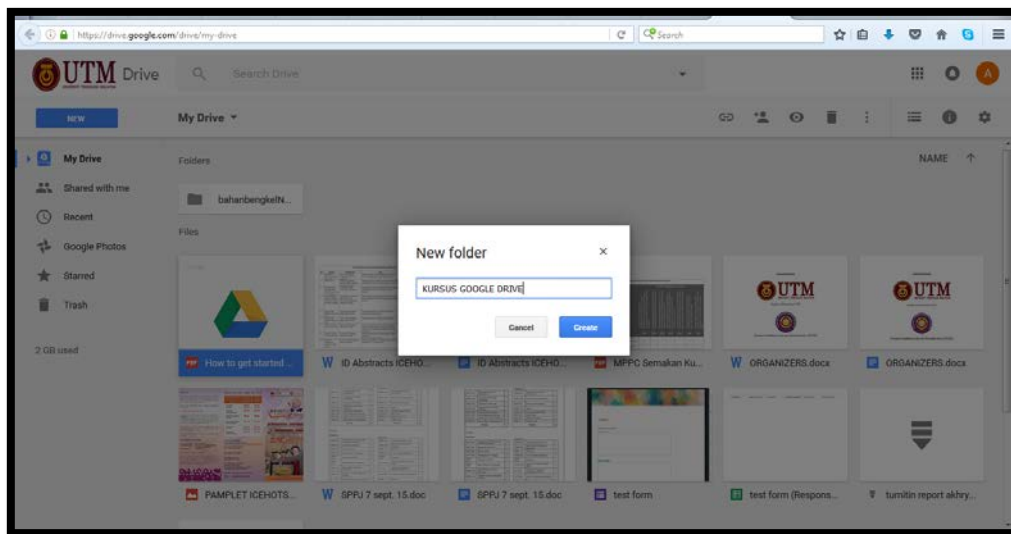 https://drive.google.com/drive/my-drive
Search
UTM Drive
Search Drive
NEW
My Drive
My Drive
Shared with me
Recent
Google Photos
Starred
Trash
2 GB used
Folders
NAME
bahanbengkelN...
Files
New folder
KURSUS GOOGLE DRIVE
Cancel
Create
UTM
UTM
How to get started ...
ID Abstracts ICEHO...
ID Abstracts ICEHO...
MPPC Semakan Ku...
ORGANIZERS.docx
ORGANIZERS.docx
PAMPLET ICEHOTS...
SPPJ 7 sept. 15.doc
SPPJ 7 sept. 15.doc
test form
test form (Respons...
turnitin report akhry...